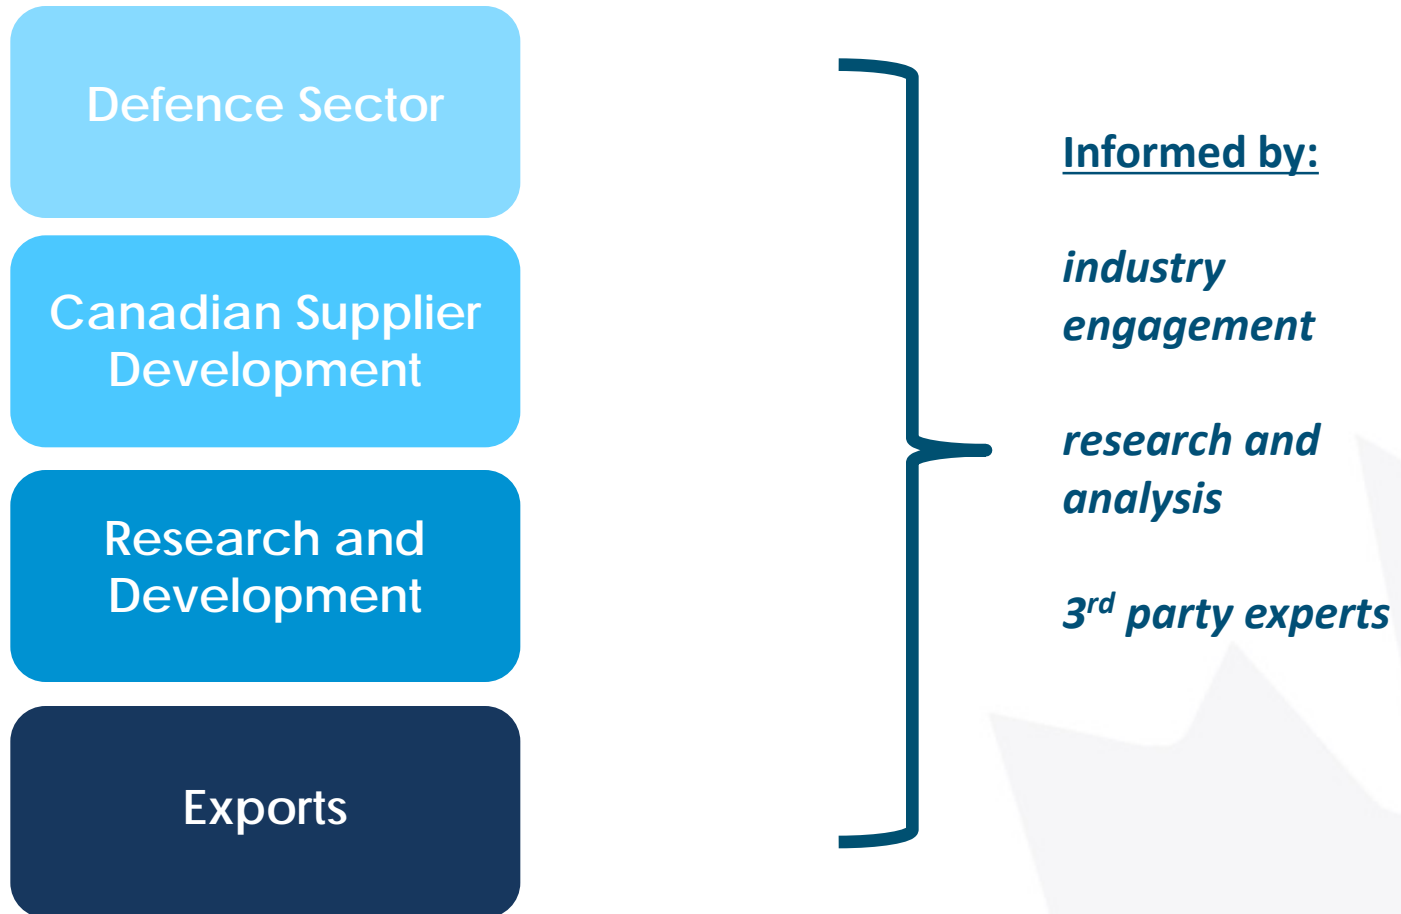 Defence Sector
Canadian Supplier
Development
Research and
Development
Exports
Informed by:
industry
engagement
research and
analysis
3rd party experts